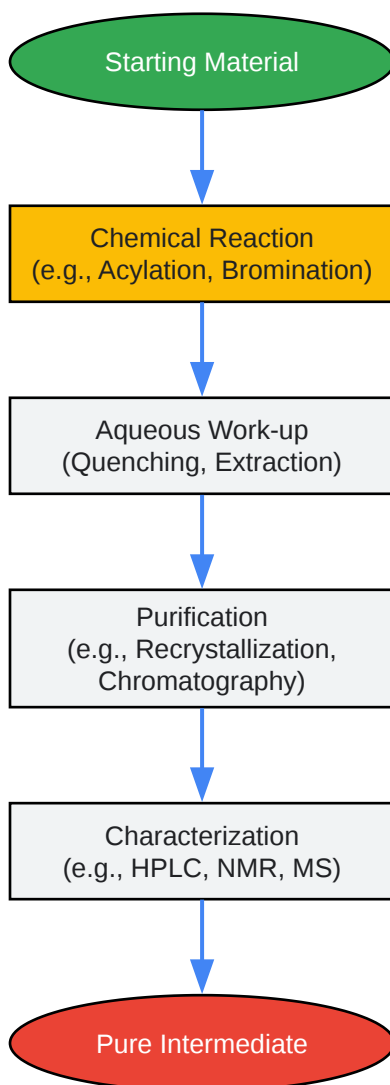 Starting Material
Chemical Reaction
(e.g., Acylation, Bromination)
Aqueous Work-up
(Quenching, Extraction)
Purification
(e.g., Recrystallization,
Chromatography)
Characterization
(e.g., HPLC, NMR, MS)
Pure Intermediate